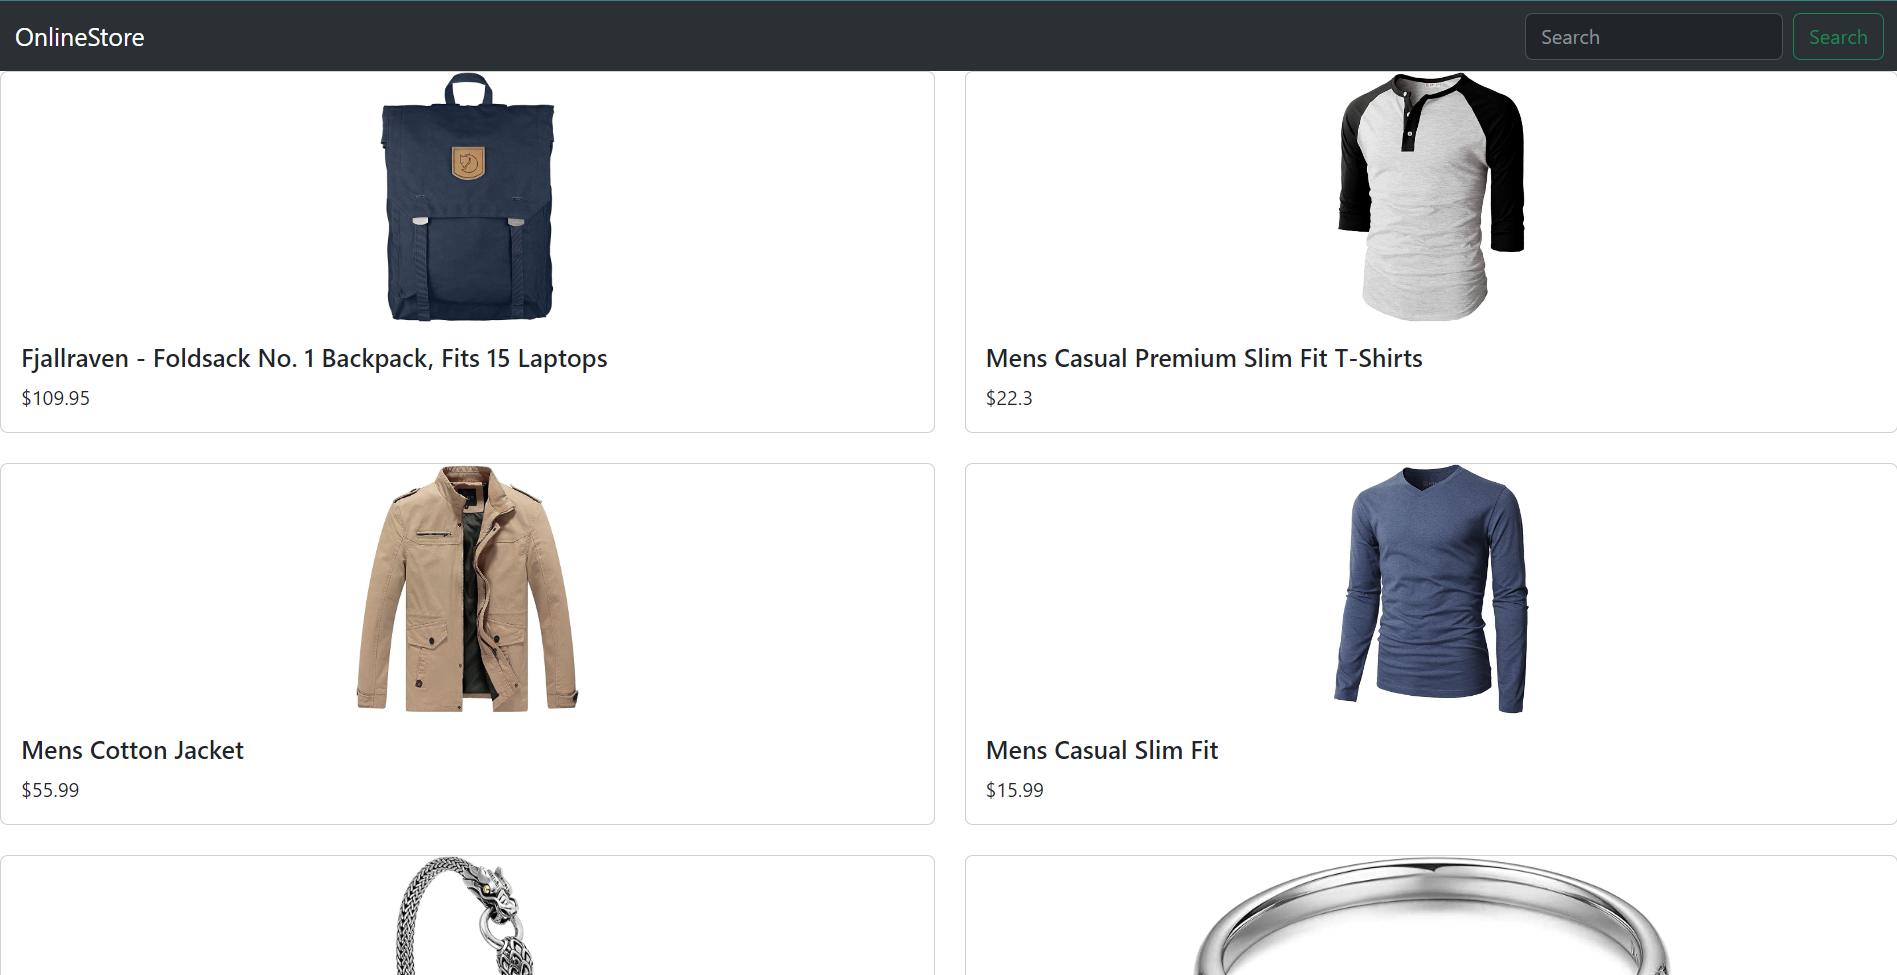 OnlineStore
Search
Search
Fjallraven - Foldsack No. 1 Backpack, Fits 15 Laptops
$109.95
Mens Casual Premium Slim Fit T-Shirts
$22.3
Mens Cotton Jacket
$55.99
Mens Casual Slim Fit
$15.99